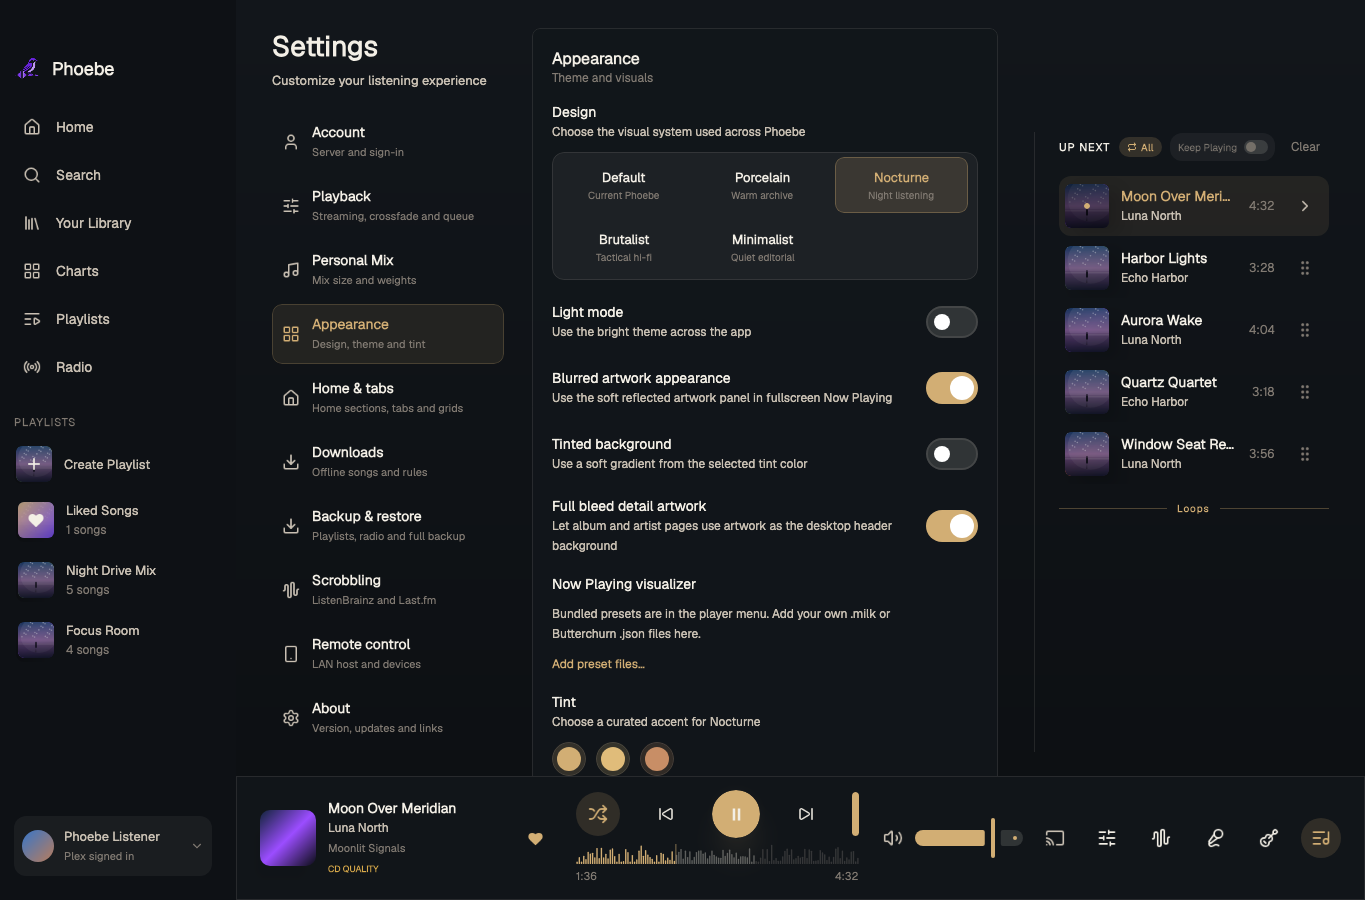 Phoebe
Home
Search
Your Library
Charts
Playlists
Radio
PLAYLISTS
Create Playlist
Liked Songs
1 songs
Night Drive Mix
5 songs
Focus Room
4 songs
Phoebe Listener
Plex signed in
Settings
Customize your listening experience
Account
Server and sign-in
Playback
Streaming, crossfade and queue
Personal Mix
Mix size and weights
Appearance
Design, theme and tint
Home & tabs
Home sections, tabs and grids
Downloads
Offline songs and rules
Backup & restore
Playlists, radio and full backup
Scrobbling
ListenBrainz and Last.fm
Remote control
LAN host and devices
About
Version, updates and links
Appearance
Theme and visuals
Design
Choose the visual system used across Phoebe
Default
Current Phoebe
Porcelain
Warm archive
Nocturne
Night listening
Brutalist
Tactical hi-fi
Minimalist
Quiet editorial
Light mode
Use the bright theme across the app
Blurred artwork appearance
Use the soft reflected artwork panel in fullscreen Now Playing
Tinted background
Use a soft gradient from the selected tint color
Full bleed detail artwork
Let album and artist pages use artwork as the desktop header
background
Now Playing visualizer
Bundled presets are in the player menu. Add your own .milk or
Butterchurn .json files here.
Add preset files...
Tint
Choose a curated accent for Nocturne
UP NEXT All Keep Playing Clear
Moon Over Meri... 4:32
Luna North
Harbor Lights 3:28
Echo Harbor
Aurora Wake 4:04
Luna North
Quartz Quartet 3:18
Echo Harbor
Window Seat Re... 3:56
Luna North
Loops
Moon Over Meridian
Luna North
Moonlit Signals
CD QUALITY
1:36 4:32